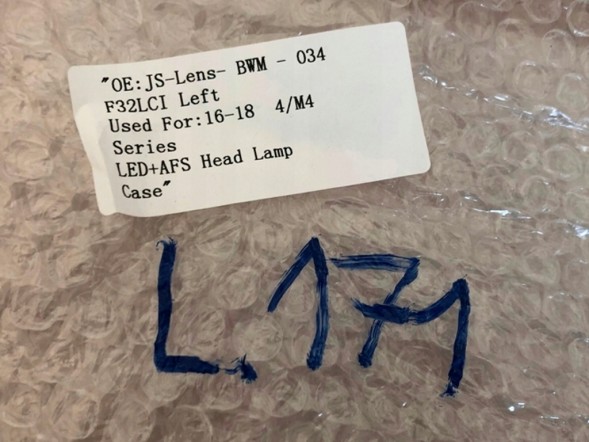 "OE:JS-Lens- BWM - 034
F32LCI Left
Used For:16-18 4/M4
Series
LED+AFS Head Lamp
Case"
L.171